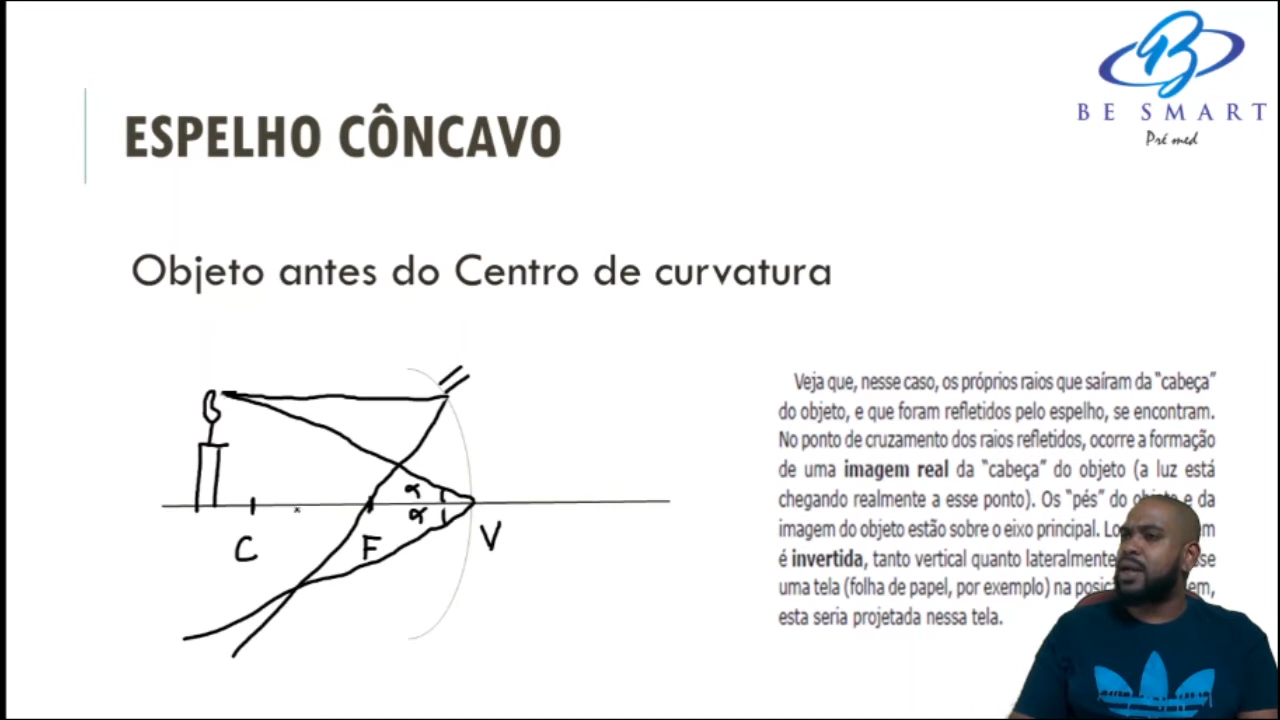 BE SMART
Pré med
ESPELHO CÔNCAVO
Objeto antes do Centro de curvatura
α
α
C
F
V
Veja que, nesse caso, os próprios raios que saíram da “cabeça”
do objeto, e que foram refletidos pelo espelho, se encontram.
No ponto de cruzamento dos raios refletidos, ocorre a formação
de uma imagem real da “cabeça” do objeto (a luz está
chegando realmente a esse ponto). Os “pés” do objeto e da
imagem do objeto estão sobre o eixo principal.
é invertida, tanto vertical quanto lateralmente
uma tela (folha de papel, por exemplo) na
esta seria projetada nessa tela.